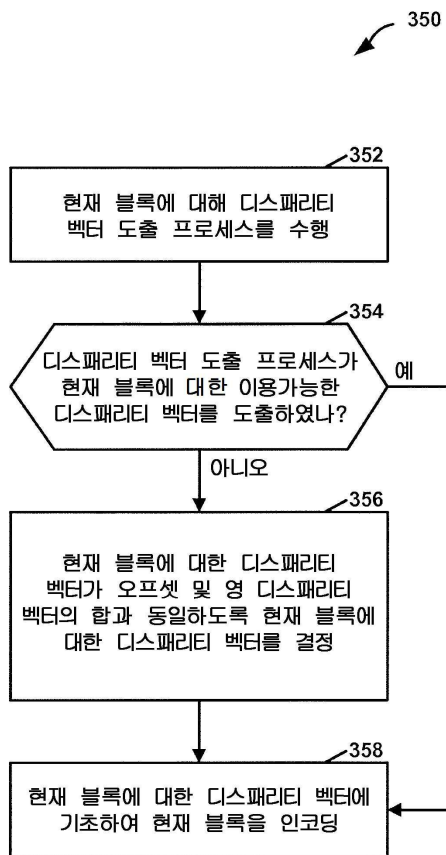 350
352
현재 블록에 대해 디스패리티
벡터 도출 프로세스를 수행
354
디스패리티 벡터 도출 프로세스가
현재 블록에 대한 이용가능한
디스패리티 벡터를 도출하였나?
예
아니오
356
현재 블록에 대한 디스패리티
벡터가 오프셋 및 영 디스패리티
벡터의 합과 동일하도록 현재 블록에
대한 디스패리티 벡터를 결정
358
현재 블록에 대한 디스패리티 벡터에
기초하여 현재 블록을 인코딩